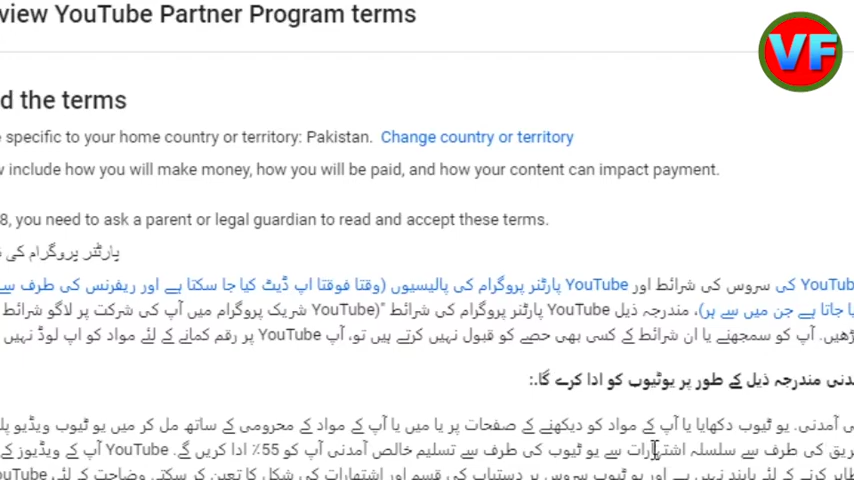 view YouTube Partner Program terms
VF
d the terms
specific to your home country or territory: Pakistan. Change country or territory
include how you will make money, how you will be paid, and how your content can impact payment.
8, you need to ask a parent or legal guardian to read and accept these terms.
پارٹنر پروگرام کی
YouTube کی سروس کی شرائط اور YouTube پارٹنر پروگرام کی پالیسیوں (وقتا فوقتا اپ ڈیٹ کیا جا سکتا ہے اور ریفرنس کی طرف سے
جاتا ہے جن میں سے ہر)، مندرجہ ذیل YouTube پارٹنر پروگرام کی شرائط "(YouTube شریک پروگرام میں آپ کی شرکت پر لاگو شرائط
ڑھیں. آپ کو سمجھنے یا ان شرائط کے کسی بھی حصے کو قبول نہیں کرتے ہیں تو، آپ YouTube پر رقم کمانے کے لئے مواد کو اپ لوڈ نہیں
مدنی مندرجہ ذیل کے طور پر یوٹیوب کو ادا کرے گا.:
ی آمدنی. یو ٹیوب دکھایا یا آپ کے مواد کو دیکھنے کے صفحات پر یا میں یا آپ کے مواد کے محرومی کے ساتھ مل کر میں یو ٹیوب ویڈیو
ریق کی طرف سے سلسلہ اشتہارات سے یو ٹیوب کی طرف سے تسلیم خالص آمدنی آپ کو 55٪ ادا کریں گے. YouTube آپ کے ویڈیوز کے
کرنے کے لئے پابند نہیں ہے اور یو ٹیوب سروس پر دستیاب کی قسم اور اشتہارات کی شکل کا تعین کر سکتی وضاحت کے لئے